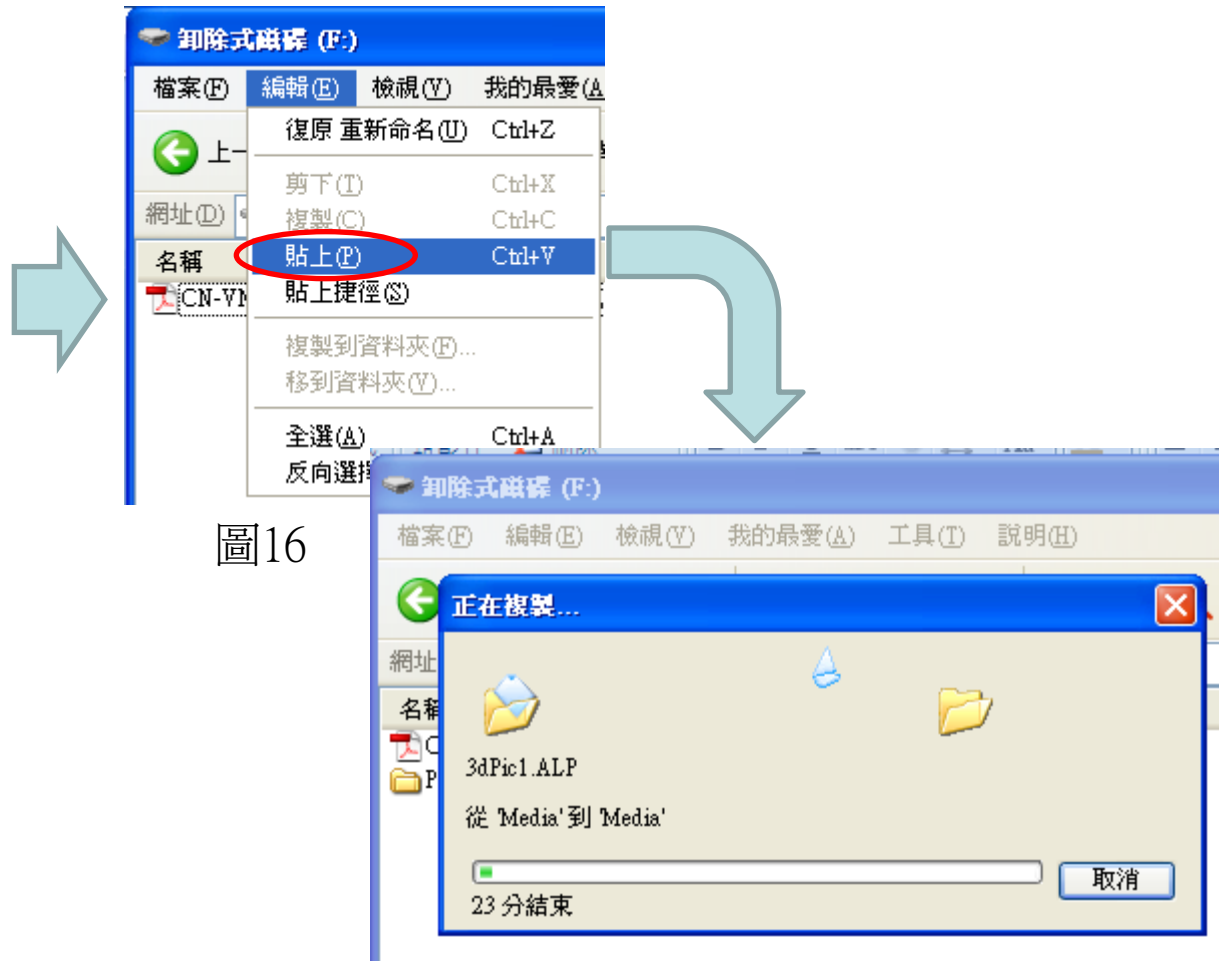 卸除式磁碟 (F:)
檔案(F) 編輯(E) 檢視(V) 我的最愛(A
復原 重新命名(U) Ctrl+Z
上一
剪下(T) Ctrl+X
網址(D)
複製(C) Ctrl+C
名稱
貼上(P) Ctrl+V
CN-VN
貼上捷徑(S)
複製到資料夾(F)...
移到資料夾(V)...
全選(A) Ctrl+A
反向選擇
圖16
卸除式磁碟 (F:)
檔案(F) 編輯(E) 檢視(V) 我的最愛(A) 工具(T) 說明(H)
正在複製...
網址
名稱
C
P
3dPic1.ALP
從 'Media' 到 'Media'
取消
23 分結束